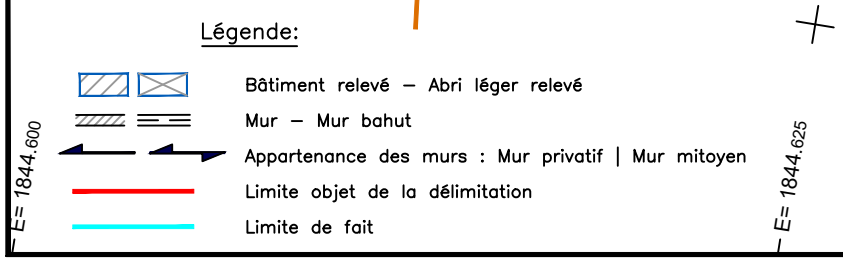 Légende:
Bâtiment relevé – Abri léger relevé
Mur – Mur bahut
Appartenance des murs : Mur privatif | Mur mitoyen
Limite objet de la délimitation
Limite de fait
E= 1844.600
E= 1844.625